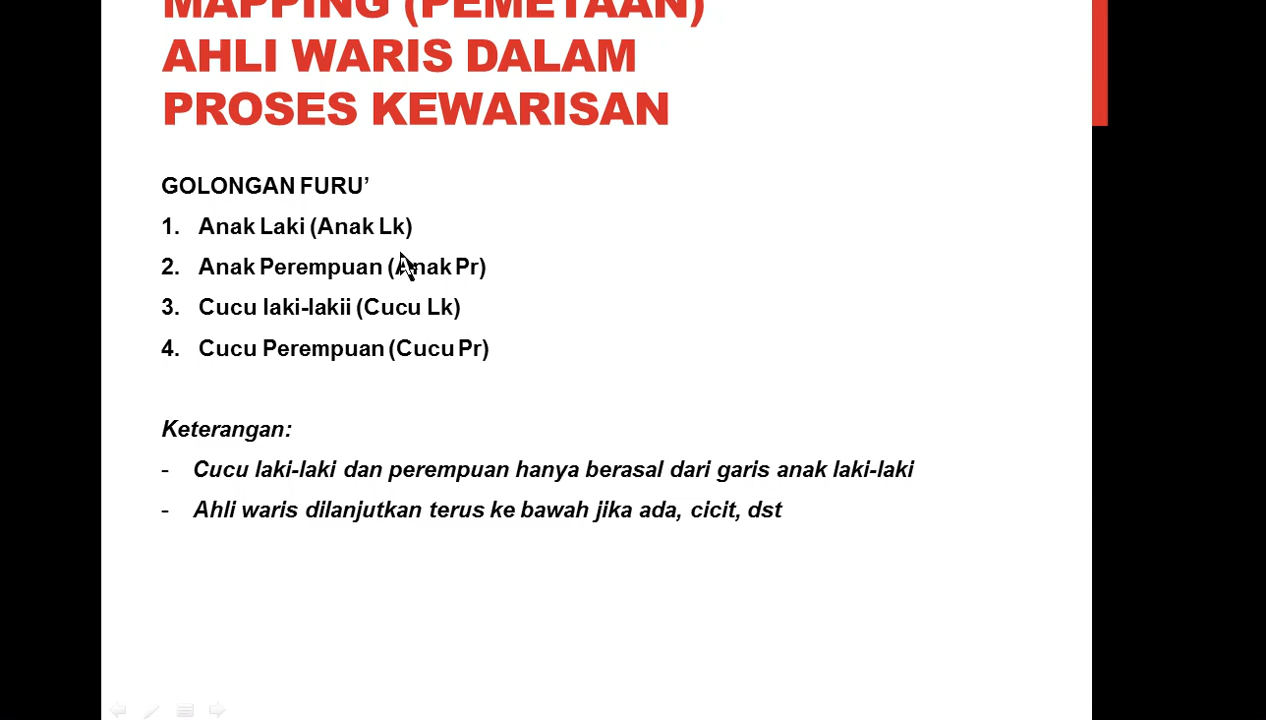 MAPPING (PEMETAAN)
AHLI WARIS DALAM
PROSES KEWARISAN
GOLONGAN FURU’
1. Anak Laki (Anak Lk)
2. Anak Perempuan (Anak Pr)
3. Cucu laki-lakii (Cucu Lk)
4. Cucu Perempuan (Cucu Pr)
Keterangan:
- Cucu laki-laki dan perempuan hanya berasal dari garis anak laki-laki
- Ahli waris dilanjutkan terus ke bawah jika ada, cicit, dst